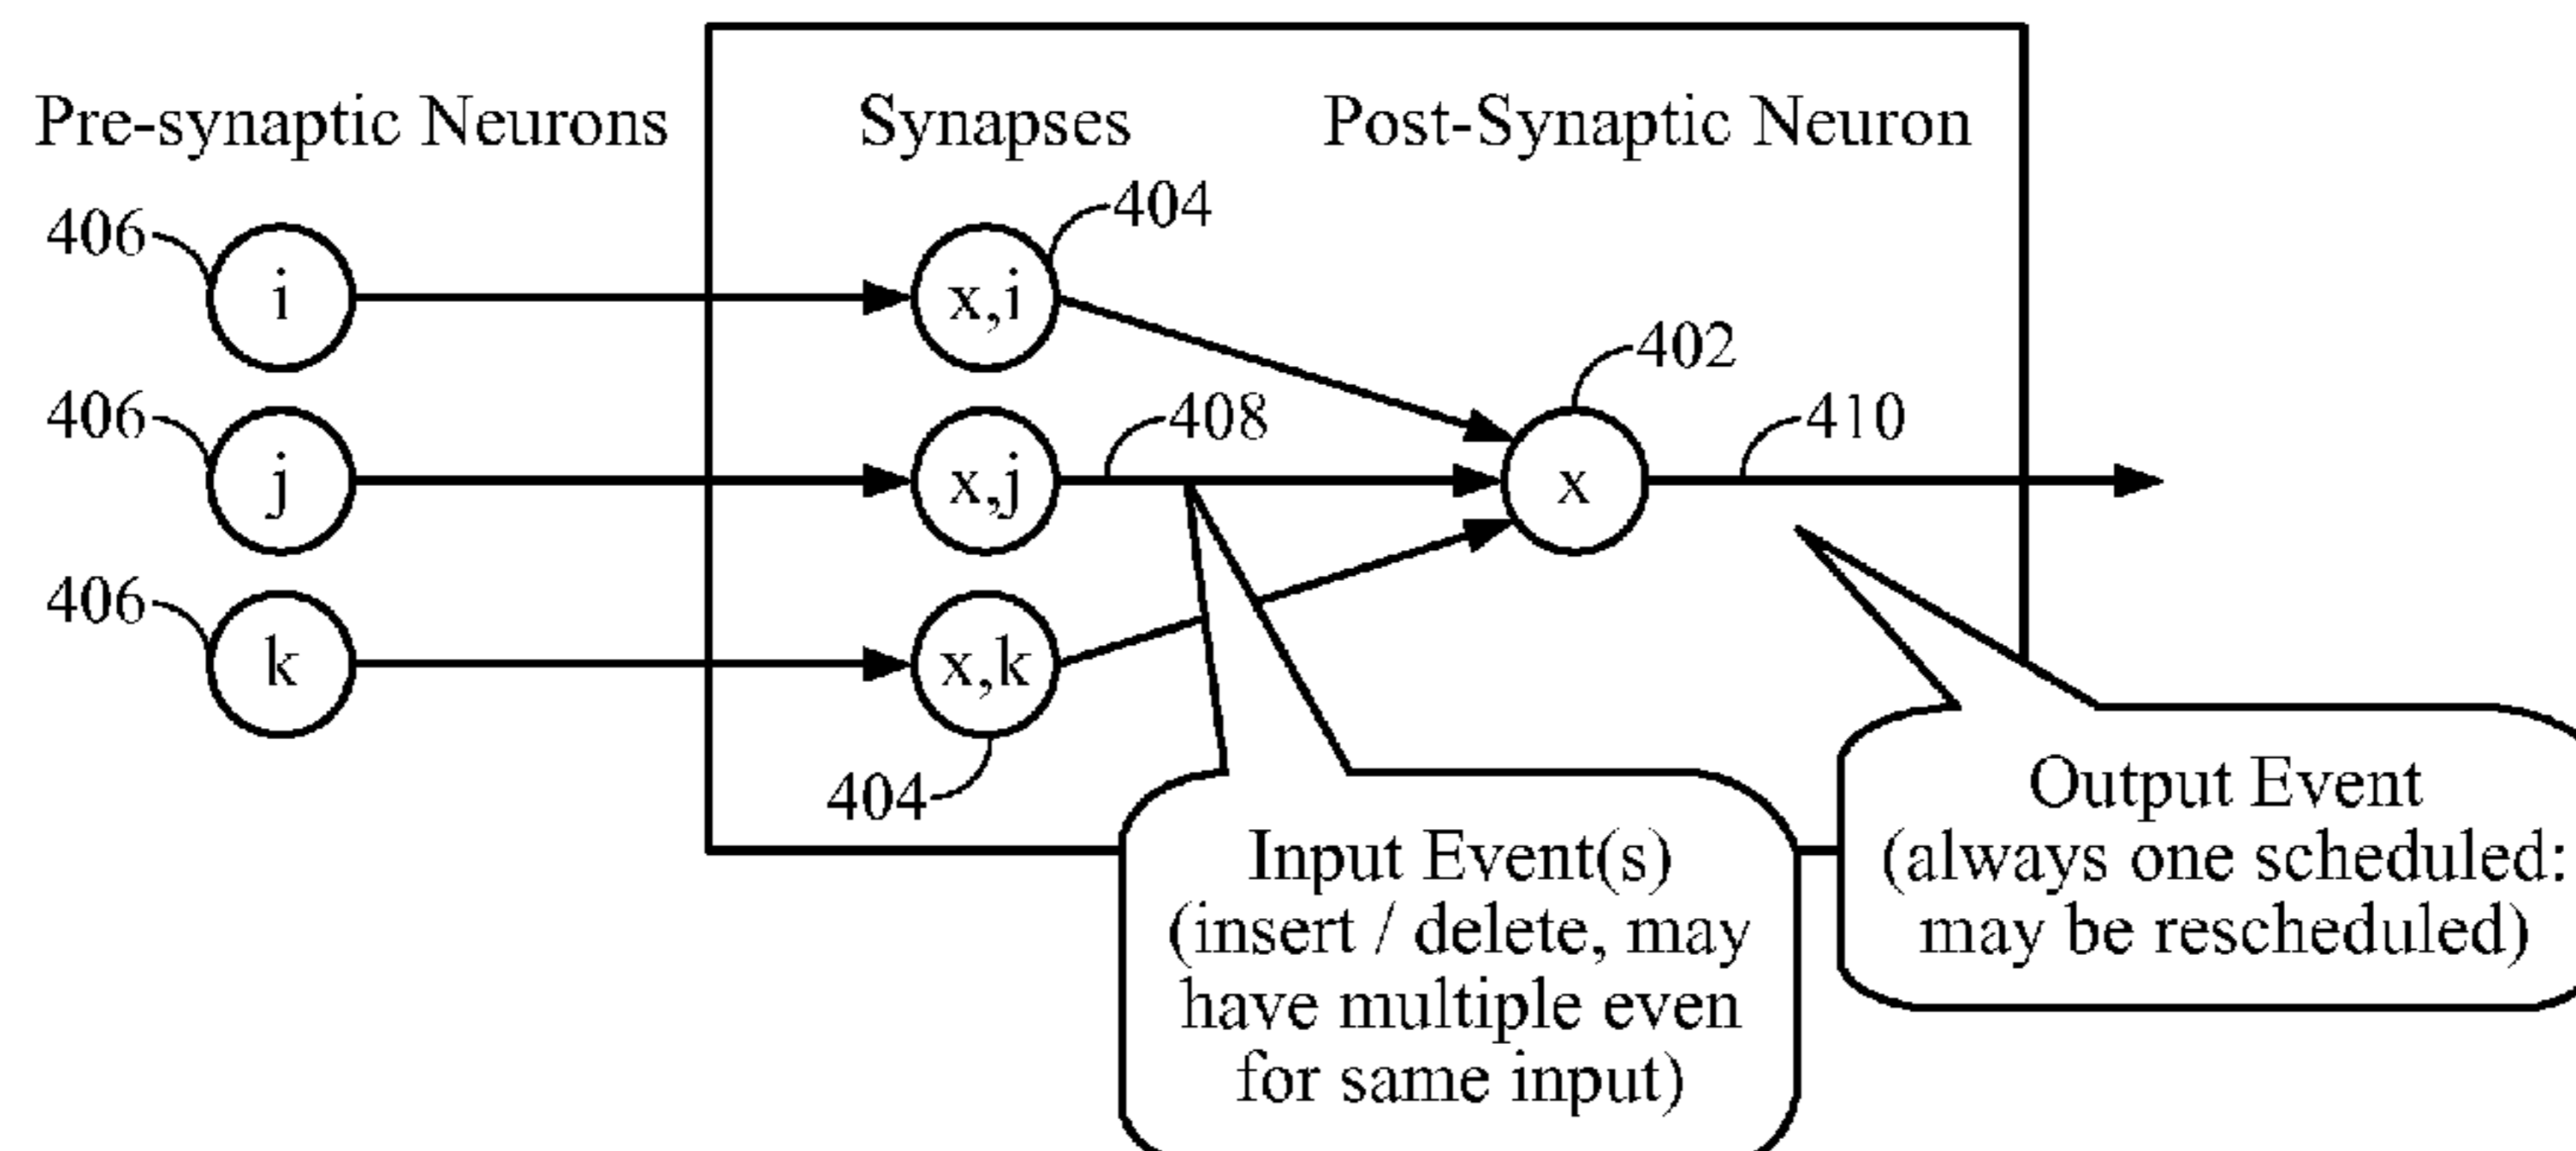 Pre-synaptic Neurons
Synapses
Post-Synaptic Neuron
406
i
404
x,i
402
406
j
x,j
408
x
410
406
k
x,k
404
Input Event(s)
(insert / delete, may
have multiple even
for same input)
Output Event
(always one scheduled:
may be rescheduled)